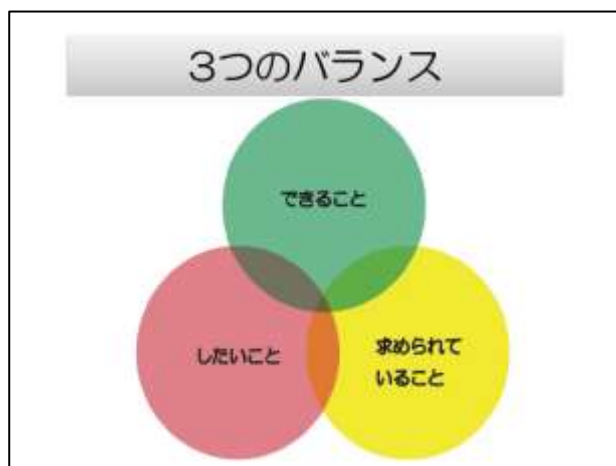 3つのバランス
できること
したいこと
求められて
いること